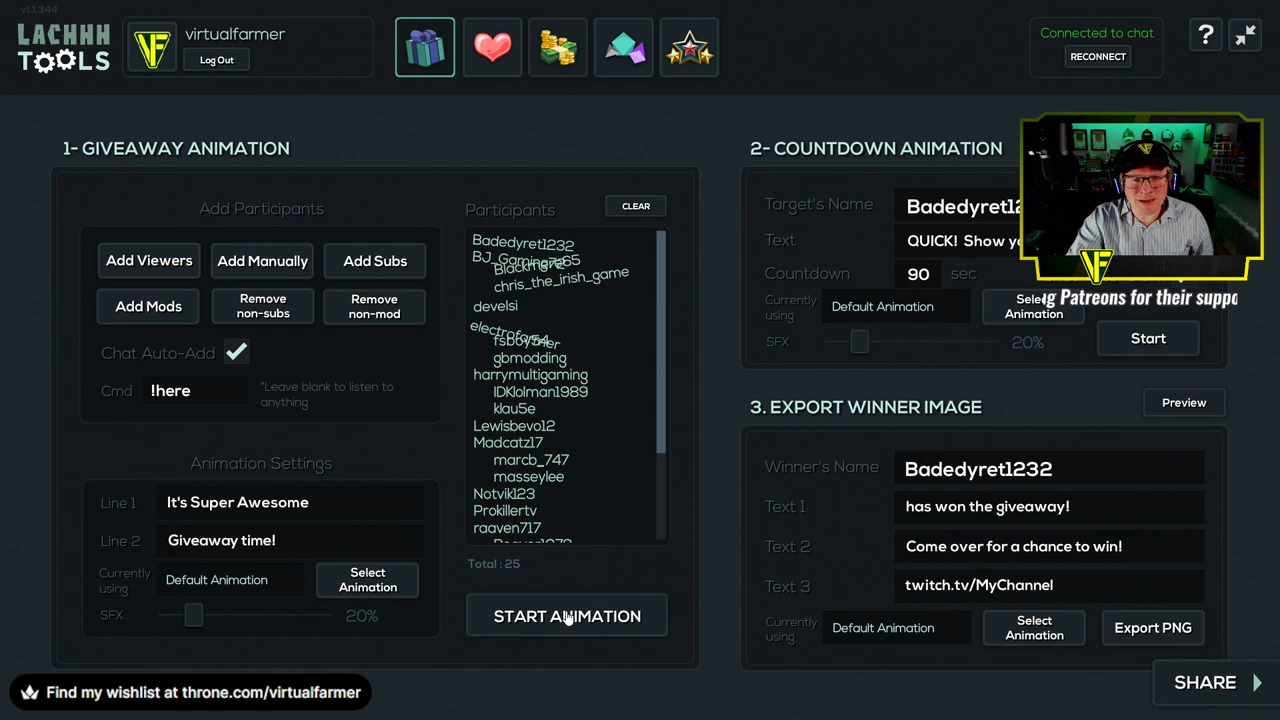 v1.1.344
LACHHH
TOOLS
virtualfarmer
Log Out
Connected to chat
RECONNECT
?
1- GIVEAWAY ANIMATION
Add Participants
Add Viewers
Add Manually
Add Subs
Add Mods
Remove non-subs
Remove non-mod
Chat Auto-Add
Cmd
!here
*Leave blank to listen to
anything
Participants
CLEAR
Badedyret1232
chris_the_irish_game
develsi
gbmodding
harrymultigaming
IDKlolman1989
klau5e
Lewisbevo12
Madcatz17
marcb_747
masseylee
Notvik123
Prokillertv
raaven717
Total : 25
START ANIMATION
Animation Settings
Line 1
It's Super Awesome
Line 2
Giveaway time!
Currently
using
Default Animation
Select
Animation
SFX
20%
2- COUNTDOWN ANIMATION
Target's Name
Text
QUICK! Show
Countdown
90
sec
Currently
using
Default Animation
Animation
SFX
20%
Start
Patreons for their
VF
3. EXPORT WINNER IMAGE
Preview
Winner's Name
Badedyret1232
Text 1
has won the giveaway!
Text 2
Come over for a chance to win!
Text 3
twitch.tv/MyChannel
Currently
using
Default Animation
Select
Animation
Export PNG
SHARE
Find my wishlist at throne.com/virtualfarmer